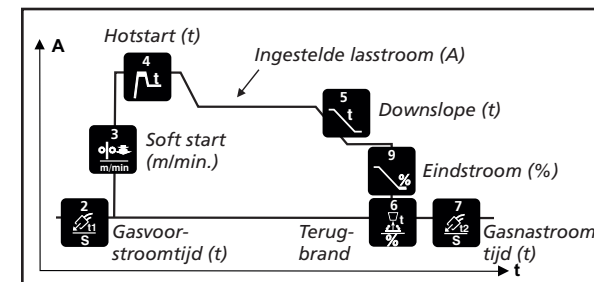 Hotstart (t)
A
4
t
Ingestelde lasstroom (A)
5
t
Downslope (t)
3
m/min
Soft start
(m/min.)
9
%
Eindstroom (%)
2
t1
S
Gasvoor-
stroomtijd (t)
Terug-
brand
6
t
%
7
t2
S
Gasnastroom
tijd (t)
t